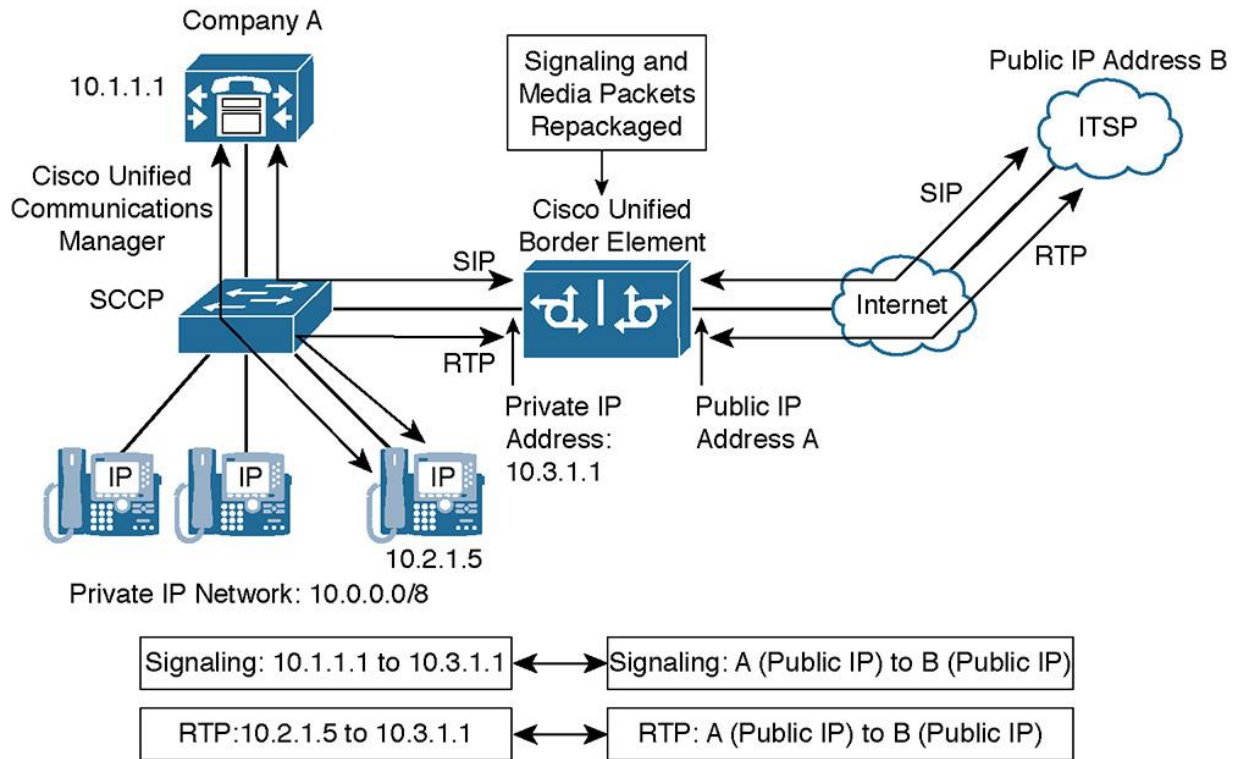 Company A
10.1.1.1
Cisco Unified
Communications
Manager
Signaling and
Media Packets
Repackaged
Public IP Address B
ITSP
SIP
RTP
Internet
Cisco Unified
Border Element
SCCP
SIP
RTP
Private IP
Address:
10.3.1.1
Public IP
Address A
IP
IP
IP
10.2.1.5
Private IP Network: 10.0.0.0/8
Signaling: 10.1.1.1 to 10.3.1.1
Signaling: A (Public IP) to B (Public IP)
RTP:10.2.1.5 to 10.3.1.1
RTP: A (Public IP) to B (Public IP)